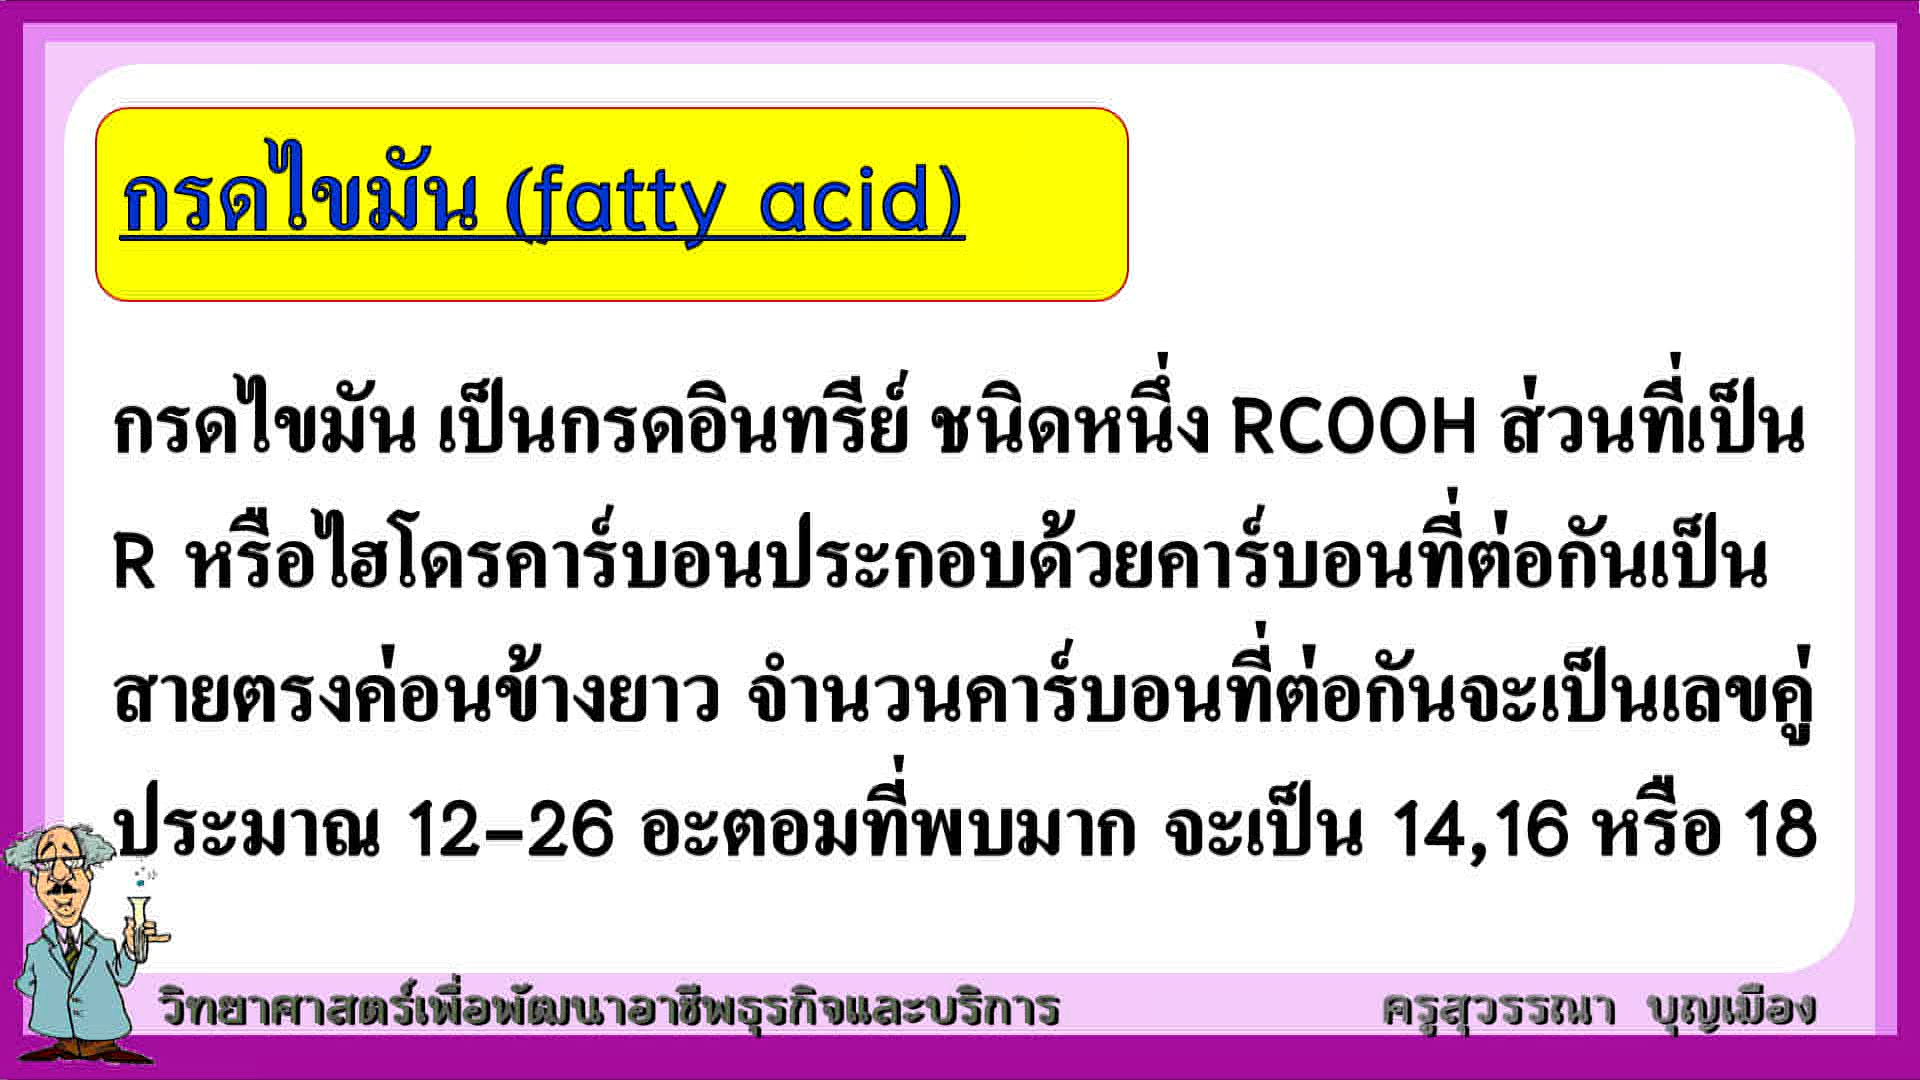 กรดไขมัน (fatty acid)
กรดไขมัน เป็นกรดอินทรีย์ ชนิดหนึ่ง RCOOH ส่วนที่เป็น
R หรือไฮโดรคาร์บอนประกอบด้วยคาร์บอนที่ต่อกันเป็น
สายตรงค่อนข้างยาว จำนวนคาร์บอนที่ต่อกันจะเป็นเลขคู่
ประมาณ 12-26 อะตอมที่พบมาก จะเป็น 14,16 หรือ 18
วิทยาศาสตร์เพื่อพัฒนาอาชีพธุรกิจและบริการ ครูสุวรรณา บุญเมือง